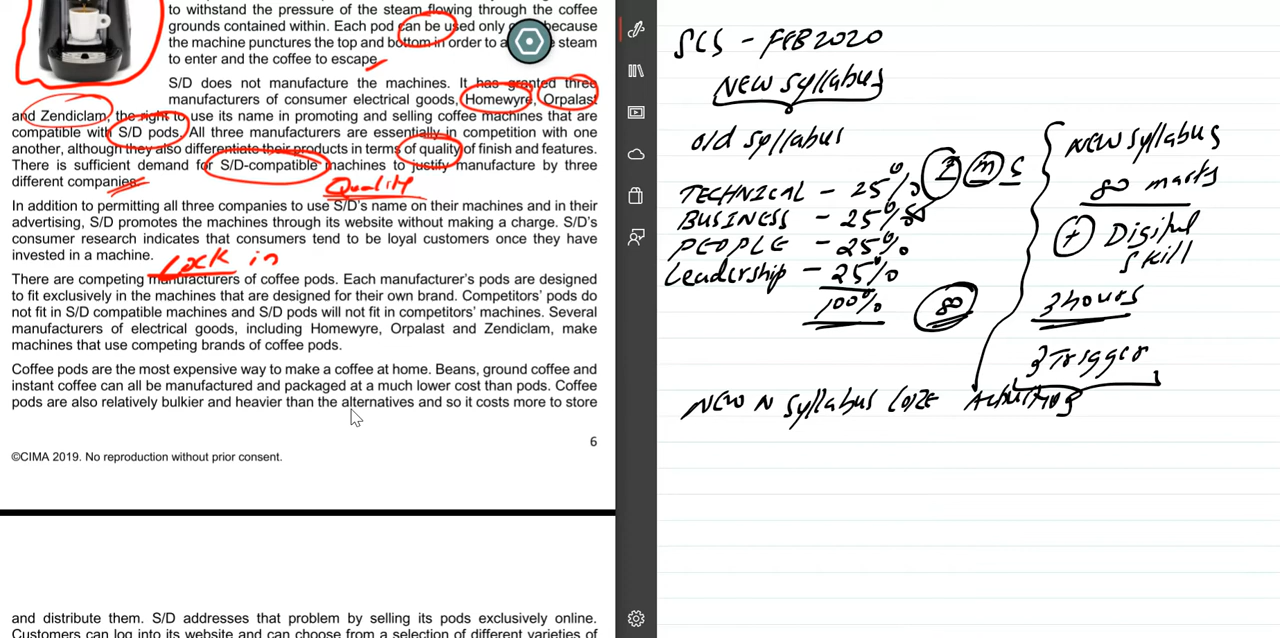 to withstand the pressure of the steam flowing through the coffee
grounds contained within. Each pod can be used only because
the machine punctures the top and bottom in order to steam
to enter and the coffee to escape.
S/D does not manufacture the machines. It has granted three
manufacturers of consumer electrical goods, Homewyre, Orpalast
and Zendiclam, the right to use its name in promoting and selling coffee machines that are
compatible with S/D pods. All three manufacturers are essentially in competition with one
another, although they also differentiate their products in terms of quality of finish and features.
There is sufficient demand for S/D-compatible machines to justify manufacture by three
different companies.
Quality
In addition to permitting all three companies to use S/D's name on their machines and in their
advertising, S/D promotes the machines through its website without making a charge. S/D's
consumer research indicates that consumers tend to be loyal customers once they have
invested in a machine.
Lock in
There are competing manufacturers of coffee pods. Each manufacturer's pods are designed
to fit exclusively in the machines that are designed for their own brand. Competitors' pods do
not fit in S/D compatible machines and S/D pods will not fit in competitors' machines. Several
manufacturers of electrical goods, including Homewyre, Orpalast and Zendiclam, make
machines that use competing brands of coffee pods.
Coffee pods are the most expensive way to make a coffee at home. Beans, ground coffee and
instant coffee can all be manufactured and packaged at a much lower cost than pods. Coffee
pods are also relatively bulkier and heavier than the alternatives and so it costs more to store
6
©CIMA 2019. No reproduction without prior consent.
and distribute them. S/D addresses that problem by selling its pods exclusively online.
Customers can log into its website and can choose from a selection of different varieties of
SCS - FEB 2020
NEW syllabus
old syllabus
TECHNICAL - 25% E M S
BUSINESS - 25%
PEOPLE - 25%
Leadership - 25%
100% 80
NEW syllabus
80 marks
+ Digital
skill
3 hours
3 Trigger
NEW syllabus CORE Activities